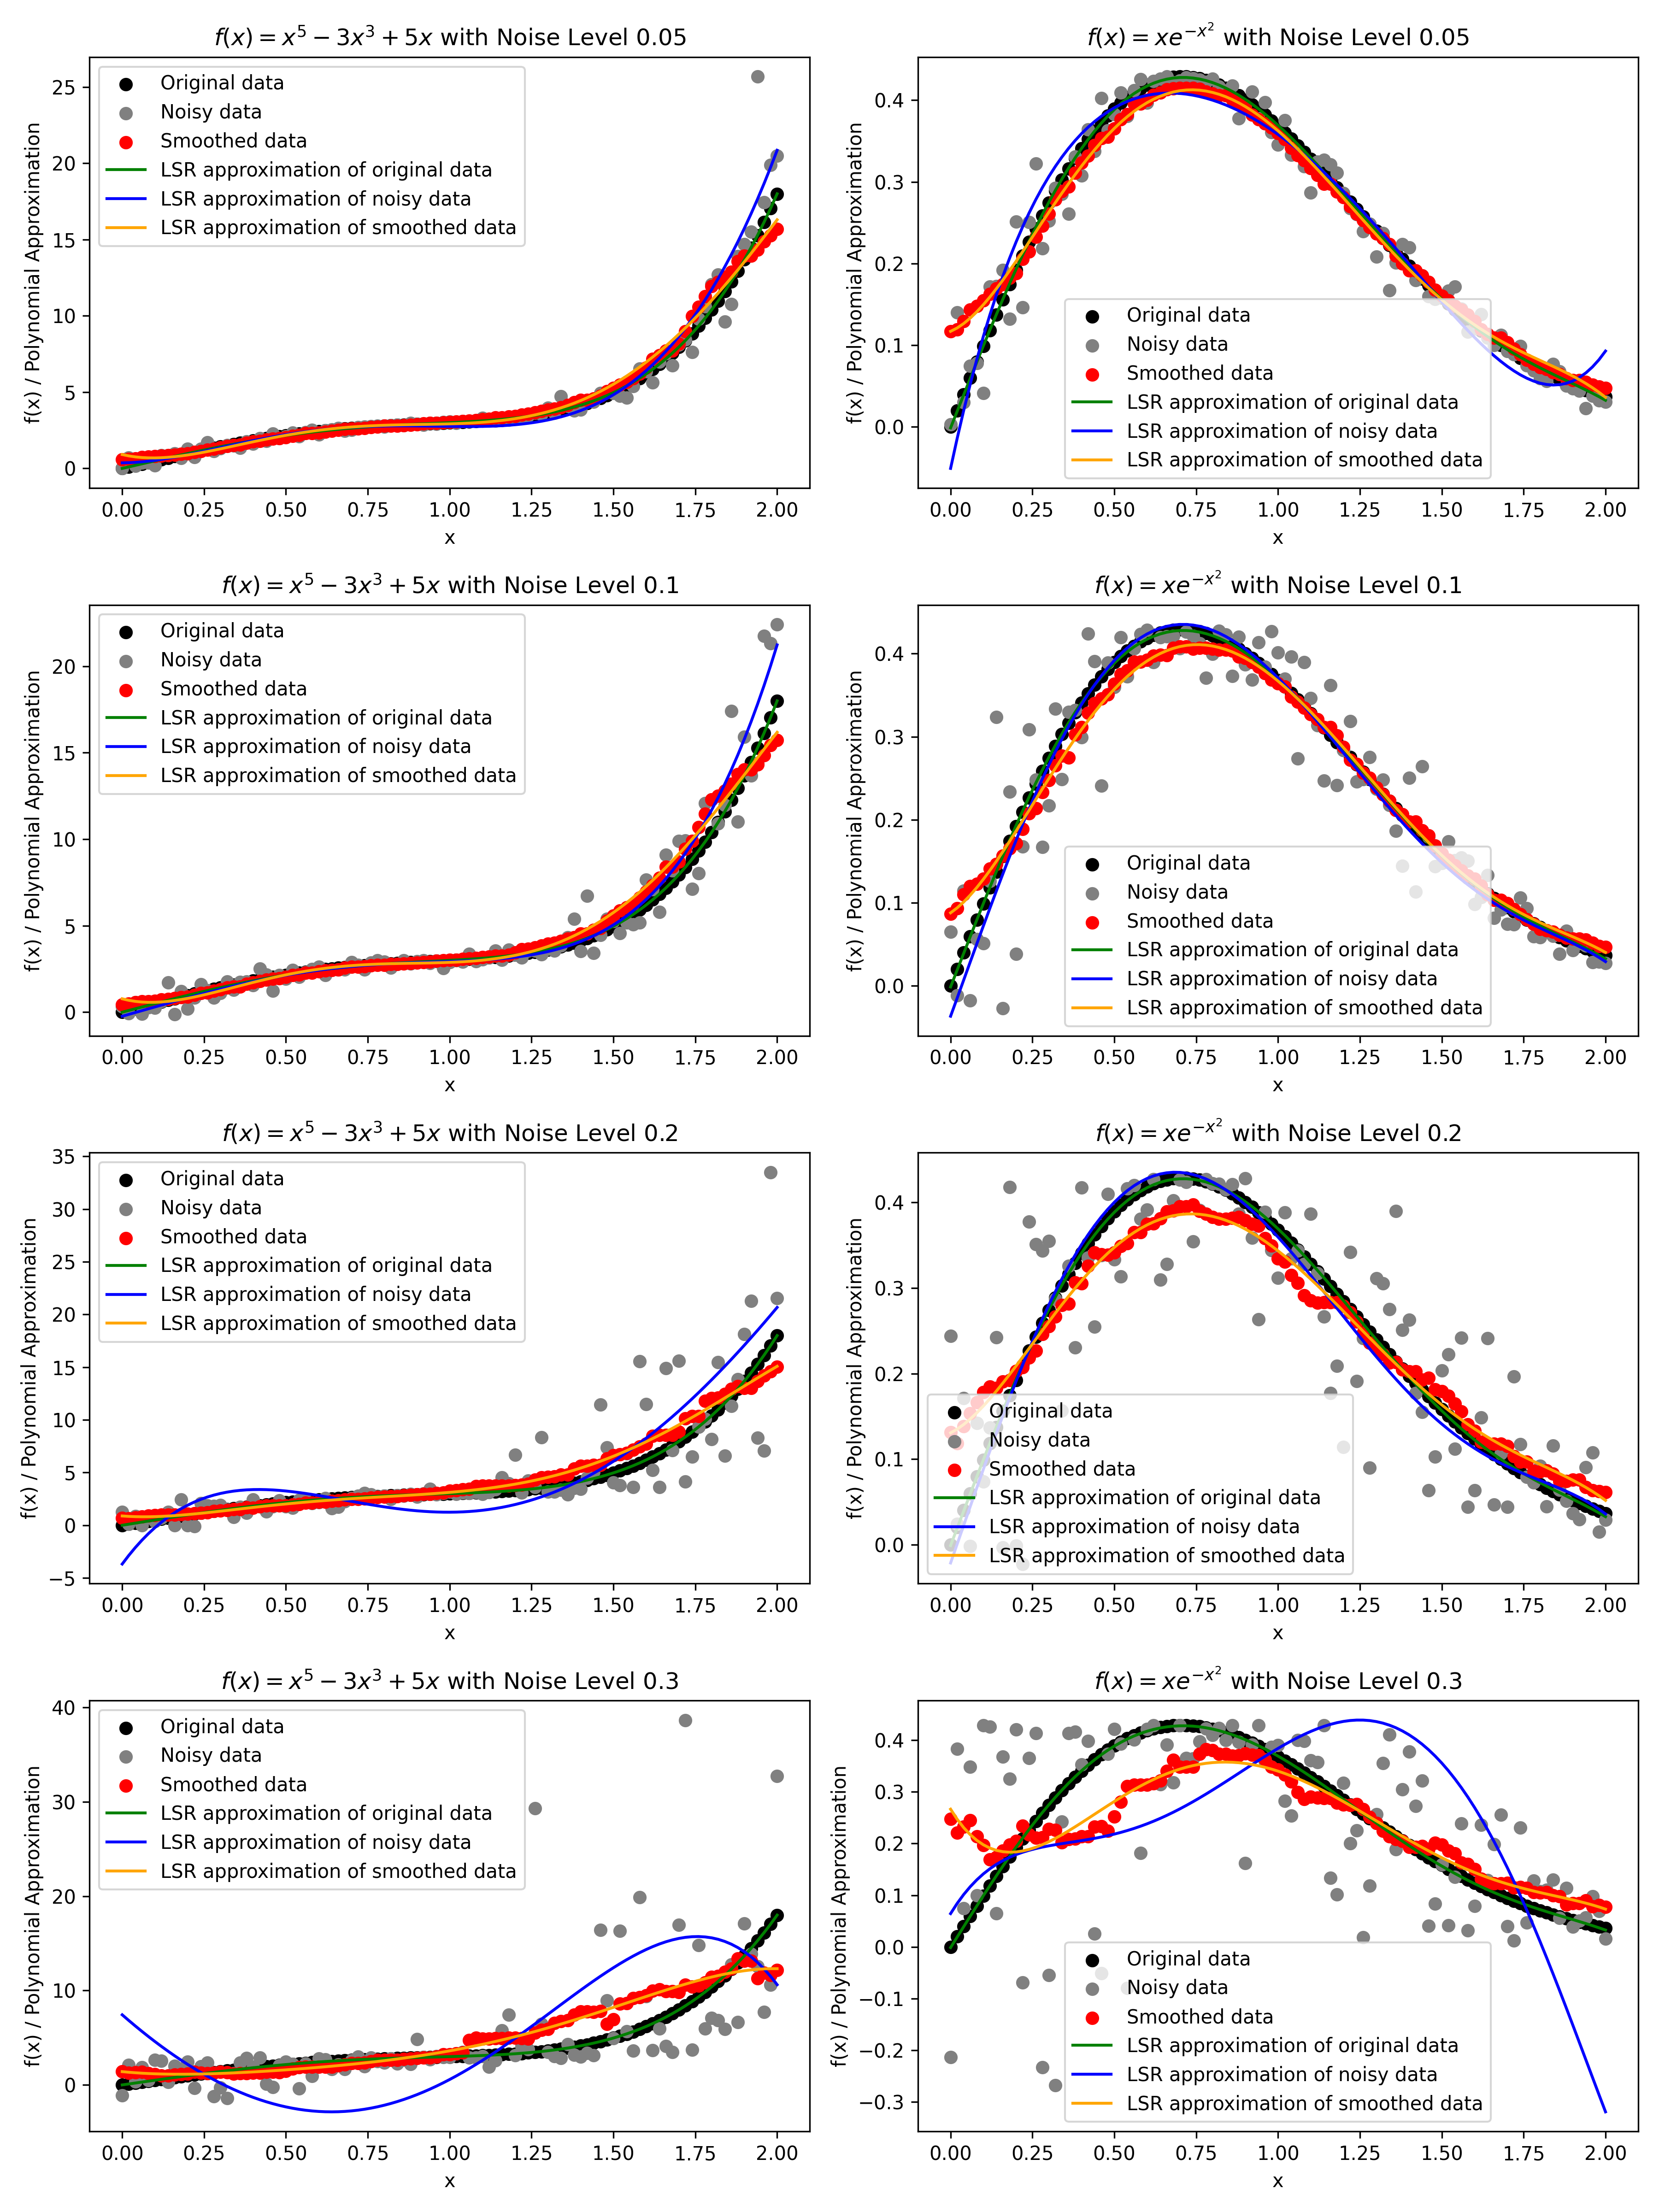 f(x) = x⁵ − 3x³ + 5x with Noise Level 0.05
f(x) / Polynomial Approximation
25
20
15
10
5
0
Original data
Noisy data
Smoothed data
LSR approximation of original data
LSR approximation of noisy data
LSR approximation of smoothed data
0.00 0.25 0.50 0.75 1.00 1.25 1.50 1.75 2.00
x
f(x) = xe^{−x²} with Noise Level 0.05
f(x) / Polynomial Approximation
0.4
0.3
0.2
0.1
0.0
Original data
Noisy data
Smoothed data
LSR approximation of original data
LSR approximation of noisy data
LSR approximation of smoothed data
0.00 0.25 0.50 0.75 1.00 1.25 1.50 1.75 2.00
x
f(x) = x⁵ − 3x³ + 5x with Noise Level 0.1
f(x) / Polynomial Approximation
20
15
10
5
0
Original data
Noisy data
Smoothed data
LSR approximation of original data
LSR approximation of noisy data
LSR approximation of smoothed data
0.00 0.25 0.50 0.75 1.00 1.25 1.50 1.75 2.00
x
f(x) = xe^{−x²} with Noise Level 0.1
f(x) / Polynomial Approximation
0.4
0.3
0.2
0.1
0.0
Original data
Noisy data
Smoothed data
LSR approximation of original data
LSR approximation of noisy data
LSR approximation of smoothed data
0.00 0.25 0.50 0.75 1.00 1.25 1.50 1.75 2.00
x
f(x) = x⁵ − 3x³ + 5x with Noise Level 0.2
f(x) / Polynomial Approximation
35
30
25
20
15
10
5
0
−5
Original data
Noisy data
Smoothed data
LSR approximation of original data
LSR approximation of noisy data
LSR approximation of smoothed data
0.00 0.25 0.50 0.75 1.00 1.25 1.50 1.75 2.00
x
f(x) = xe^{−x²} with Noise Level 0.2
f(x) / Polynomial Approximation
0.4
0.3
0.2
0.1
0.0
Original data
Noisy data
Smoothed data
LSR approximation of original data
LSR approximation of noisy data
LSR approximation of smoothed data
0.00 0.25 0.50 0.75 1.00 1.25 1.50 1.75 2.00
x
f(x) = x⁵ − 3x³ + 5x with Noise Level 0.3
f(x) / Polynomial Approximation
40
30
20
10
0
Original data
Noisy data
Smoothed data
LSR approximation of original data
LSR approximation of noisy data
LSR approximation of smoothed data
0.00 0.25 0.50 0.75 1.00 1.25 1.50 1.75 2.00
x
f(x) = xe^{−x²} with Noise Level 0.3
f(x) / Polynomial Approximation
0.4
0.3
0.2
0.1
0.0
−0.1
−0.2
−0.3
Original data
Noisy data
Smoothed data
LSR approximation of original data
LSR approximation of noisy data
LSR approximation of smoothed data
0.00 0.25 0.50 0.75 1.00 1.25 1.50 1.75 2.00
x